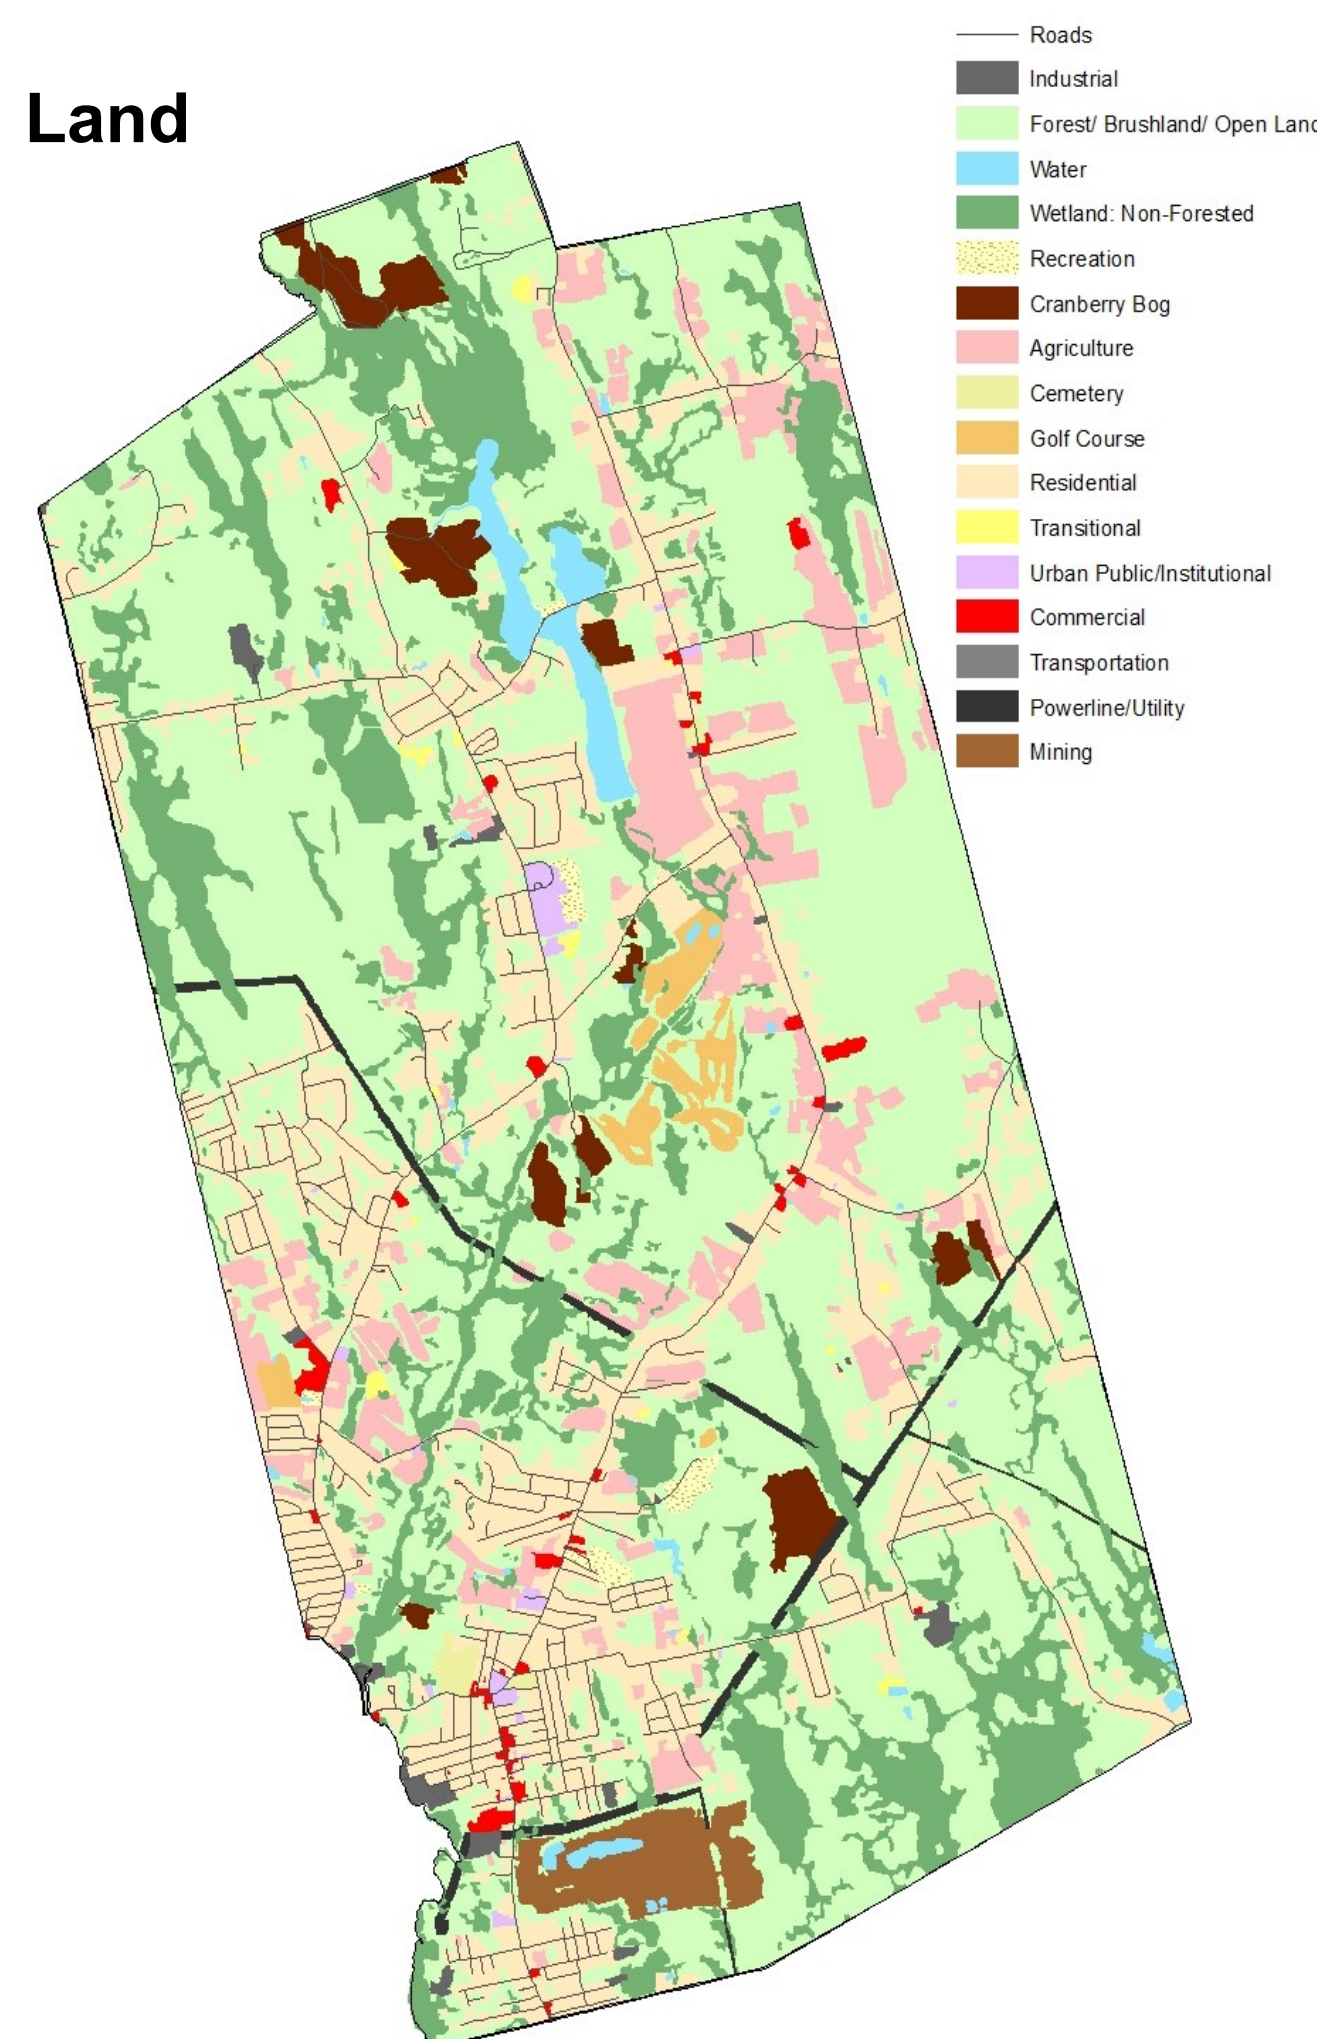 Land
Roads
Industrial
Forest/ Brushland/ Open Lan
Water
Wetland: Non-Forested
Recreation
Cranberry Bog
Agriculture
Cemetery
Golf Course
Residential
Transitional
Urban Public/Institutional
Commercial
Transportation
Powerline/Utility
Mining